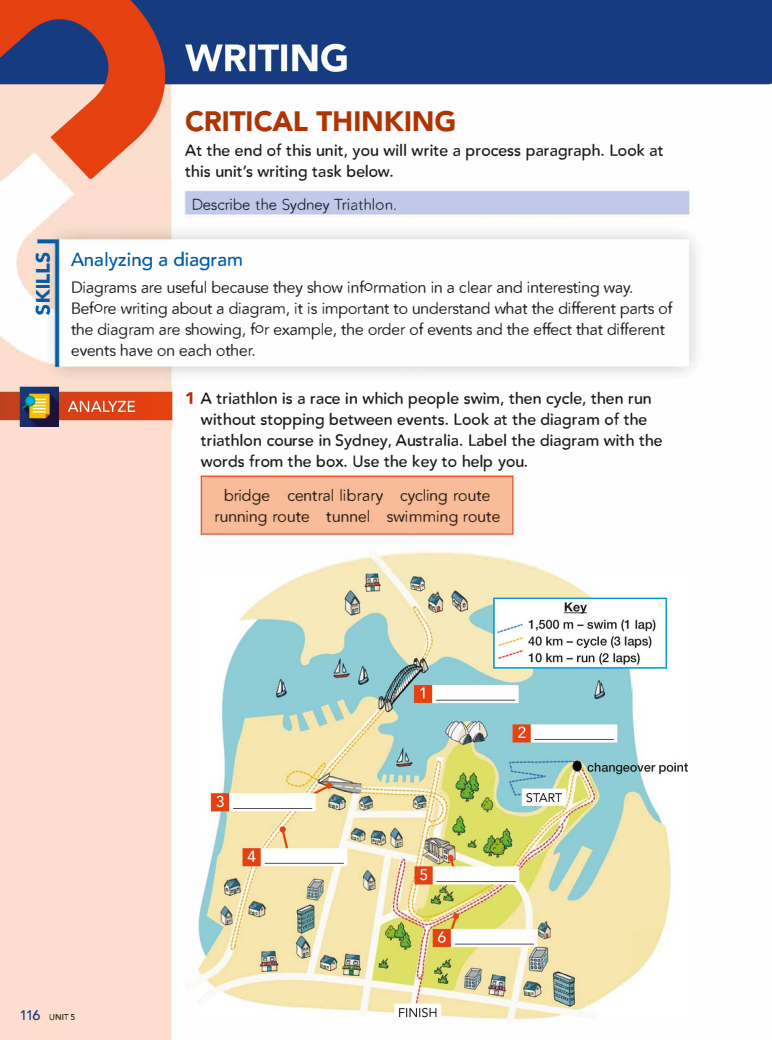 WRITING
CRITICAL THINKING
At the end of this unit, you will write a process paragraph. Look at
this unit's writing task below.
Describe the Sydney Triathlon.
SKILLS
Analyzing a diagram
Diagrams are useful because they show information in a clear and interesting way.
Before writing about a diagram, it is important to understand what the different parts of
the diagram are showing, for example, the order of events and the effect that different
events have on each other.
ANALYZE
1 A triathlon is a race in which people swim, then cycle, then run
without stopping between events. Look at the diagram of the
triathlon course in Sydney, Australia. Label the diagram with the
words from the box. Use the key to help you.
bridge central library cycling route
running route tunnel swimming route
Key
1,500 m – swim (1 lap)
40 km – cycle (3 laps)
10 km – run (2 laps)
1
2
changeover point
START
3
4
5
6
FINISH
116 UNIT 5